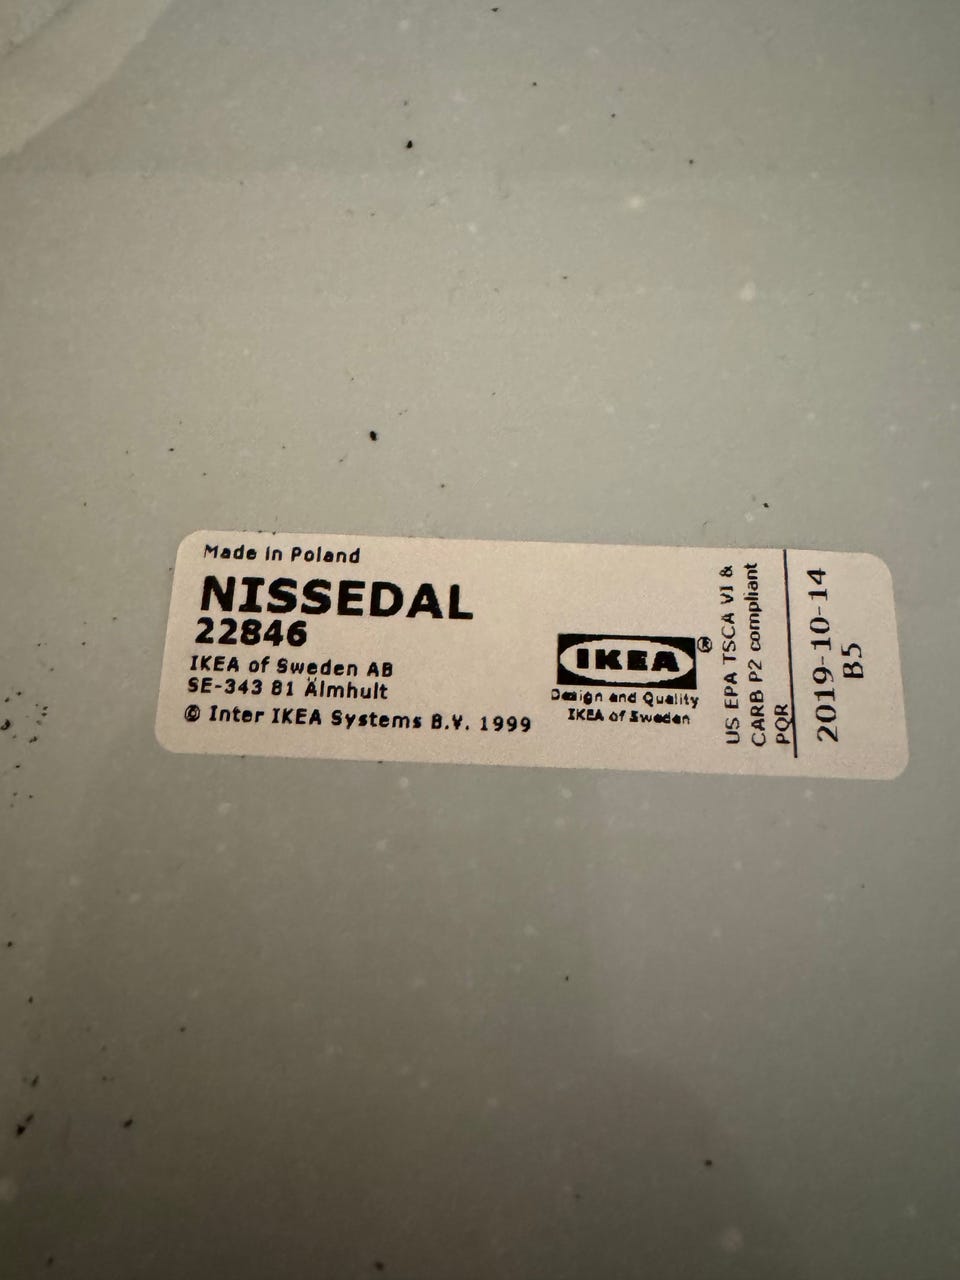 Made in Poland
NISSEDAL
22846
IKEA of Sweden AB
SE-343 81 Älmhult
© Inter IKEA Systems B.V. 1999
IKEA®
Design and Quality
IKEA of Sweden
US EPA TSCA VI &
CARB P2 compliant
PQR
2019-10-14
B5